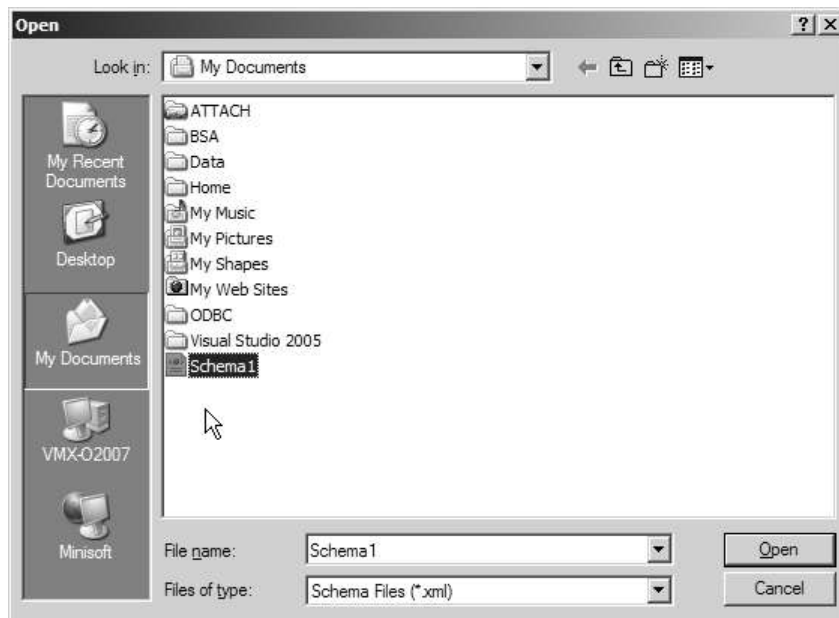 Open
Look in: My Documents
ATTACH
BSA
Data
Home
My Music
My Pictures
My Shapes
My Web Sites
ODBC
Visual Studio 2005
Schema1
My Recent
Documents
Desktop
My Documents
VMX-O2007
Minisoft
File name: Schema1 Open
Files of type: Schema Files (*.xml) Cancel